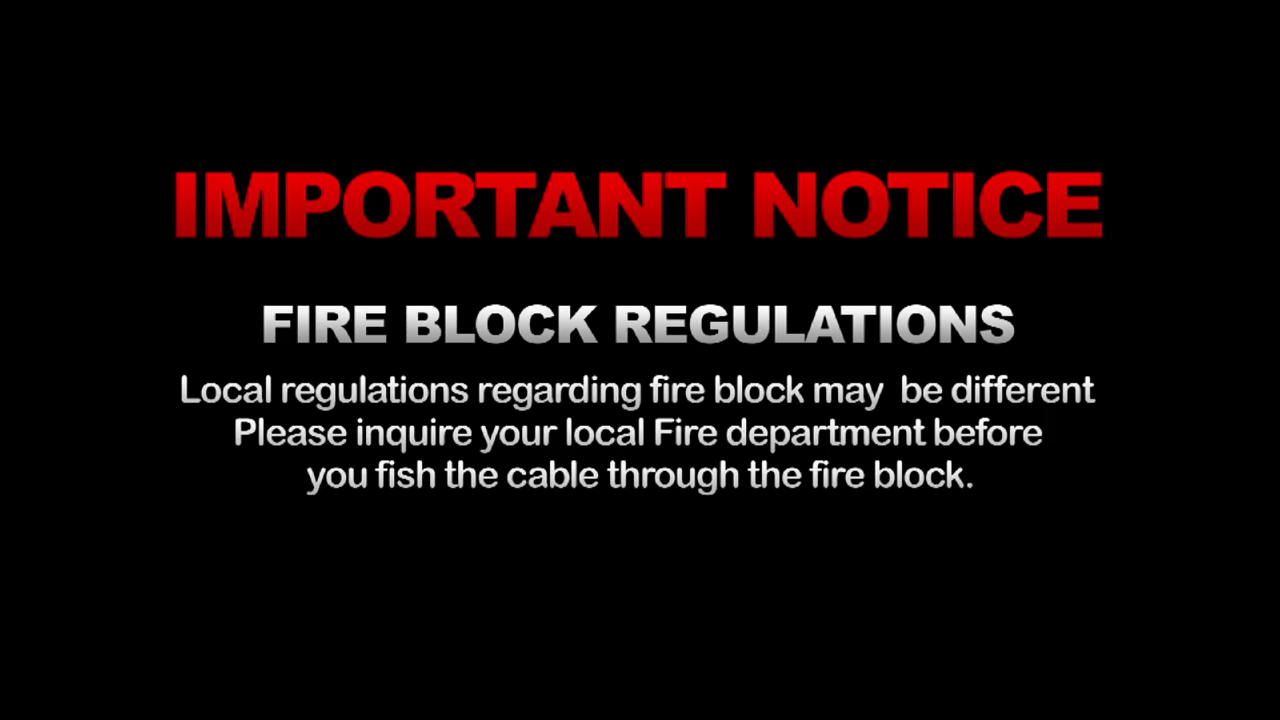 IMPORTANT NOTICE
FIRE BLOCK REGULATIONS
Local regulations regarding fire block may  be different
Please inquire your local Fire department before
you fish the cable through the fire block.